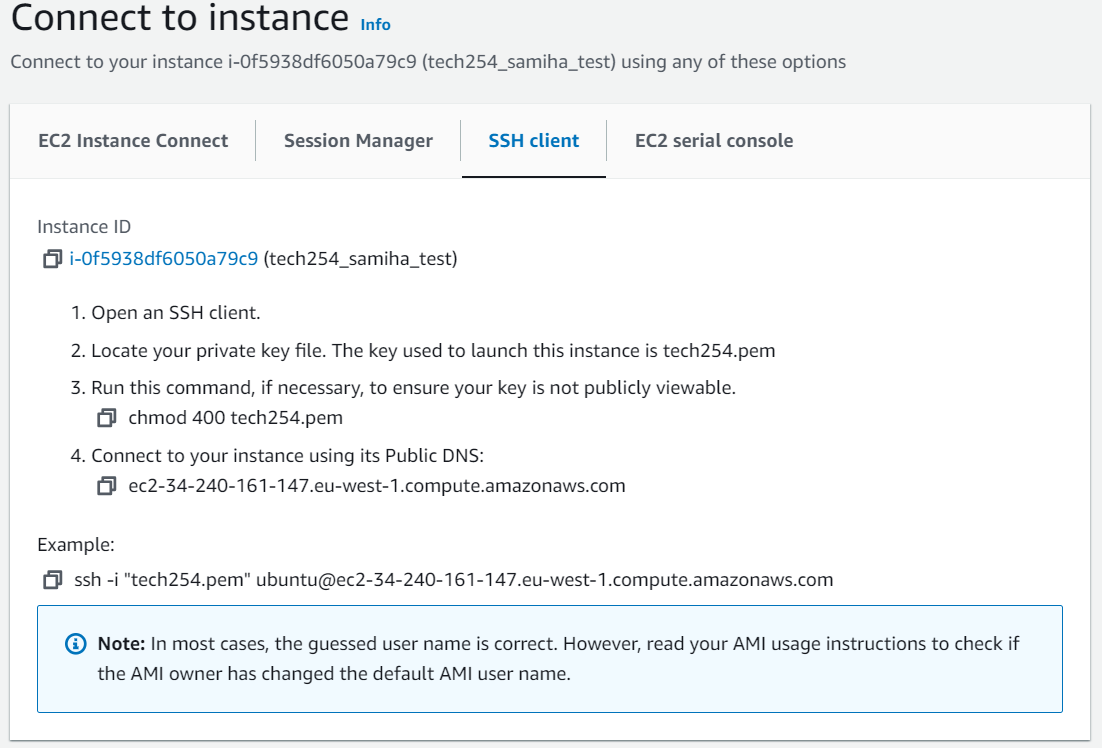 Connect to instance Info
Connect to your instance i-0f5938df6050a79c9 (tech254_samiha_test) using any of these options
EC2 Instance Connect
Session Manager
SSH client
EC2 serial console
Instance ID
i-0f5938df6050a79c9 (tech254_samiha_test)
1. Open an SSH client.
2. Locate your private key file. The key used to launch this instance is tech254.pem
3. Run this command, if necessary, to ensure your key is not publicly viewable.
chmod 400 tech254.pem
4. Connect to your instance using its Public DNS:
ec2-34-240-161-147.eu-west-1.compute.amazonaws.com
Example:
ssh -i "tech254.pem" ubuntu@ec2-34-240-161-147.eu-west-1.compute.amazonaws.com
Note: In most cases, the guessed user name is correct. However, read your AMI usage instructions to check if
the AMI owner has changed the default AMI user name.